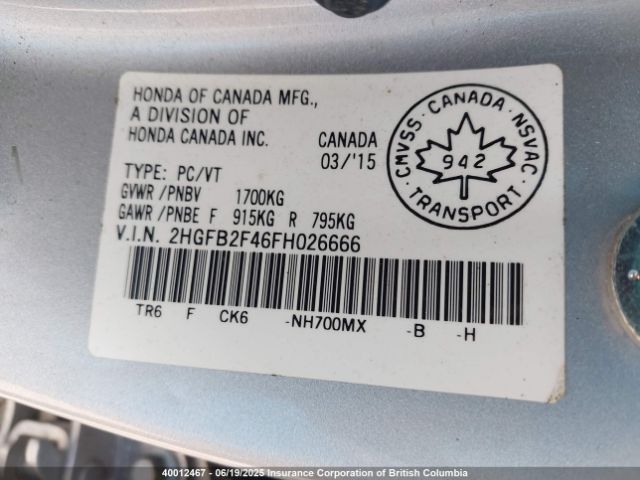 HONDA OF CANADA MFG.,
A DIVISION OF
HONDA CANADA INC.
CANADA
03/'15
CMVSS · CANADA · NSVAC
942
TRANSPORT
TYPE: PC/VT
GVWR /PNBV 1700KG
GAWR /PNBE F 915KG R 795KG
V.I.N. 2HGFB2F46FH026666
TR6 F CK6 -NH700MX -B -H
40012467 - 06/19/2025 Insurance Corporation of British Columbia